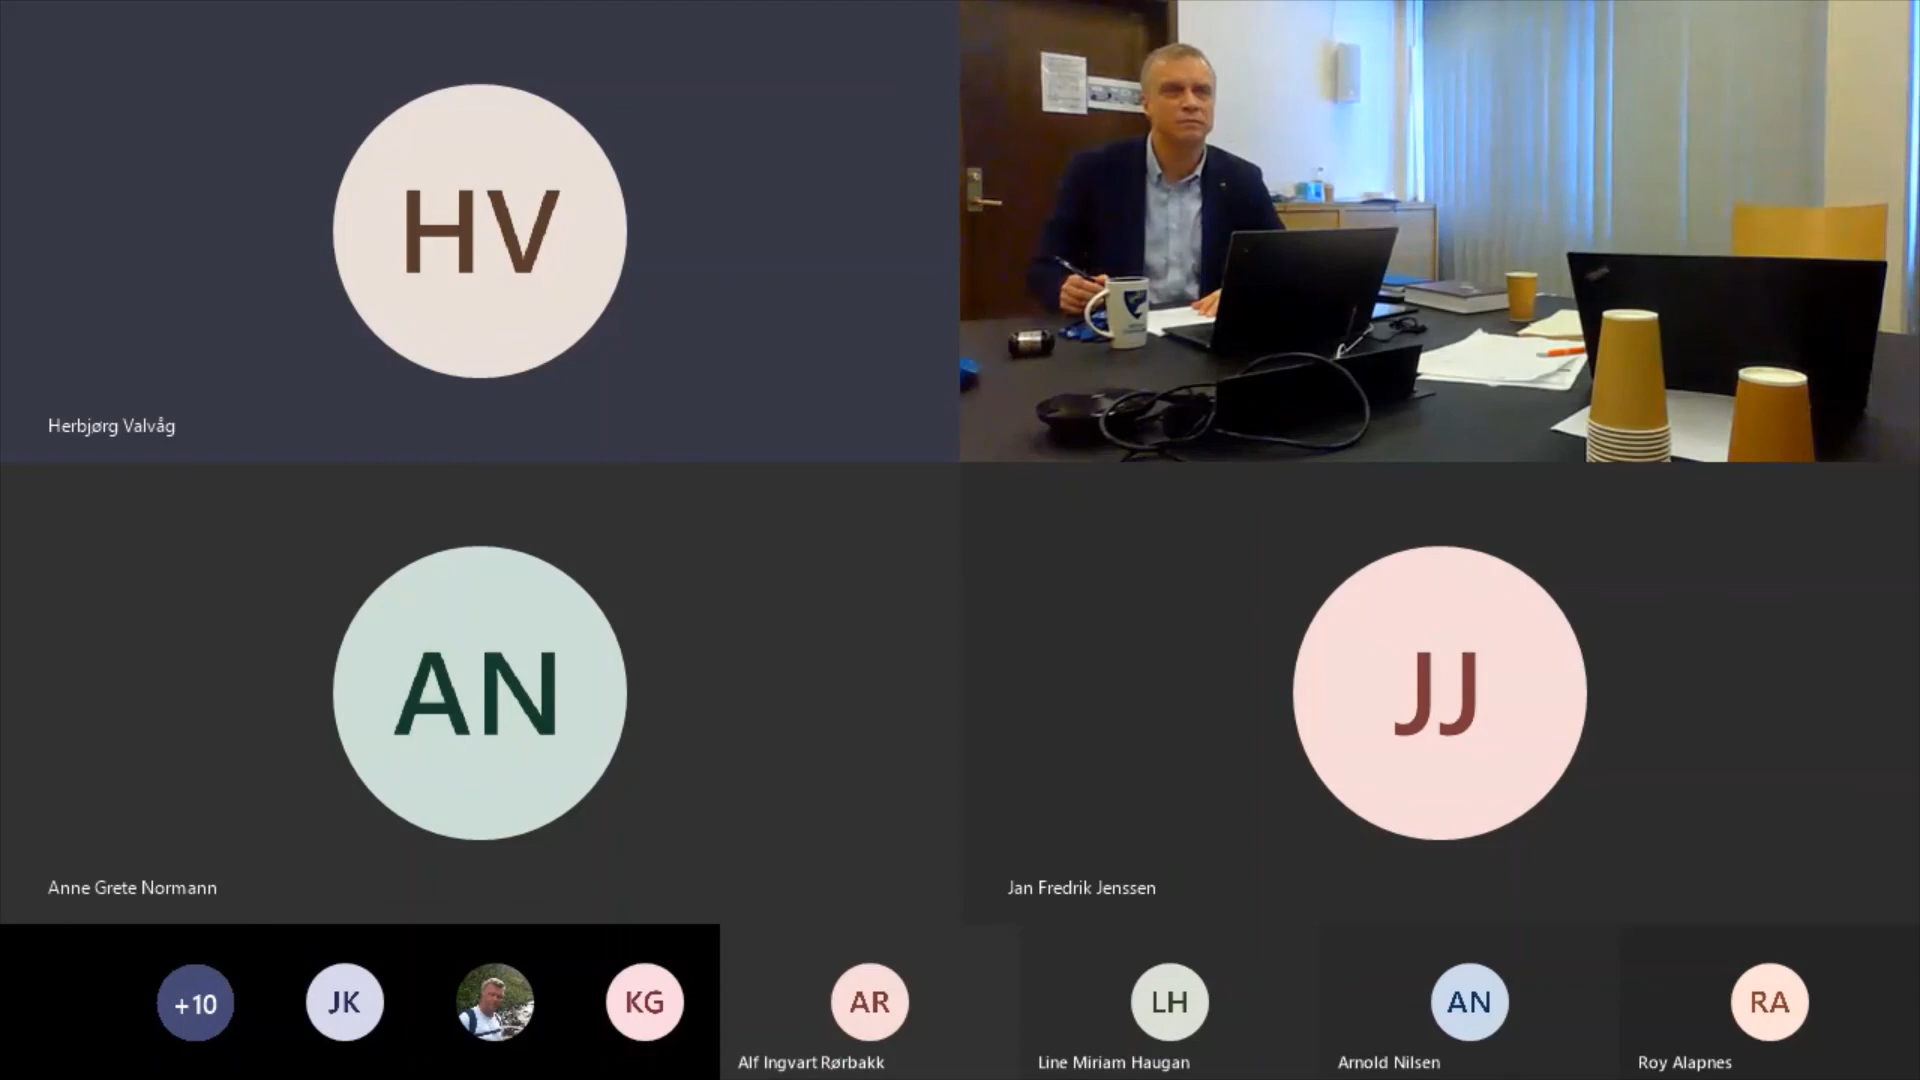 HV
Herbjørg Valvåg
AN
Anne Grete Normann
JJ
Jan Fredrik Jenssen
+10
JK
KG
AR
Alf Ingvart Rørbakk
LH
Line Miriam Haugan
AN
Arnold Nilsen
RA
Roy Alapnes